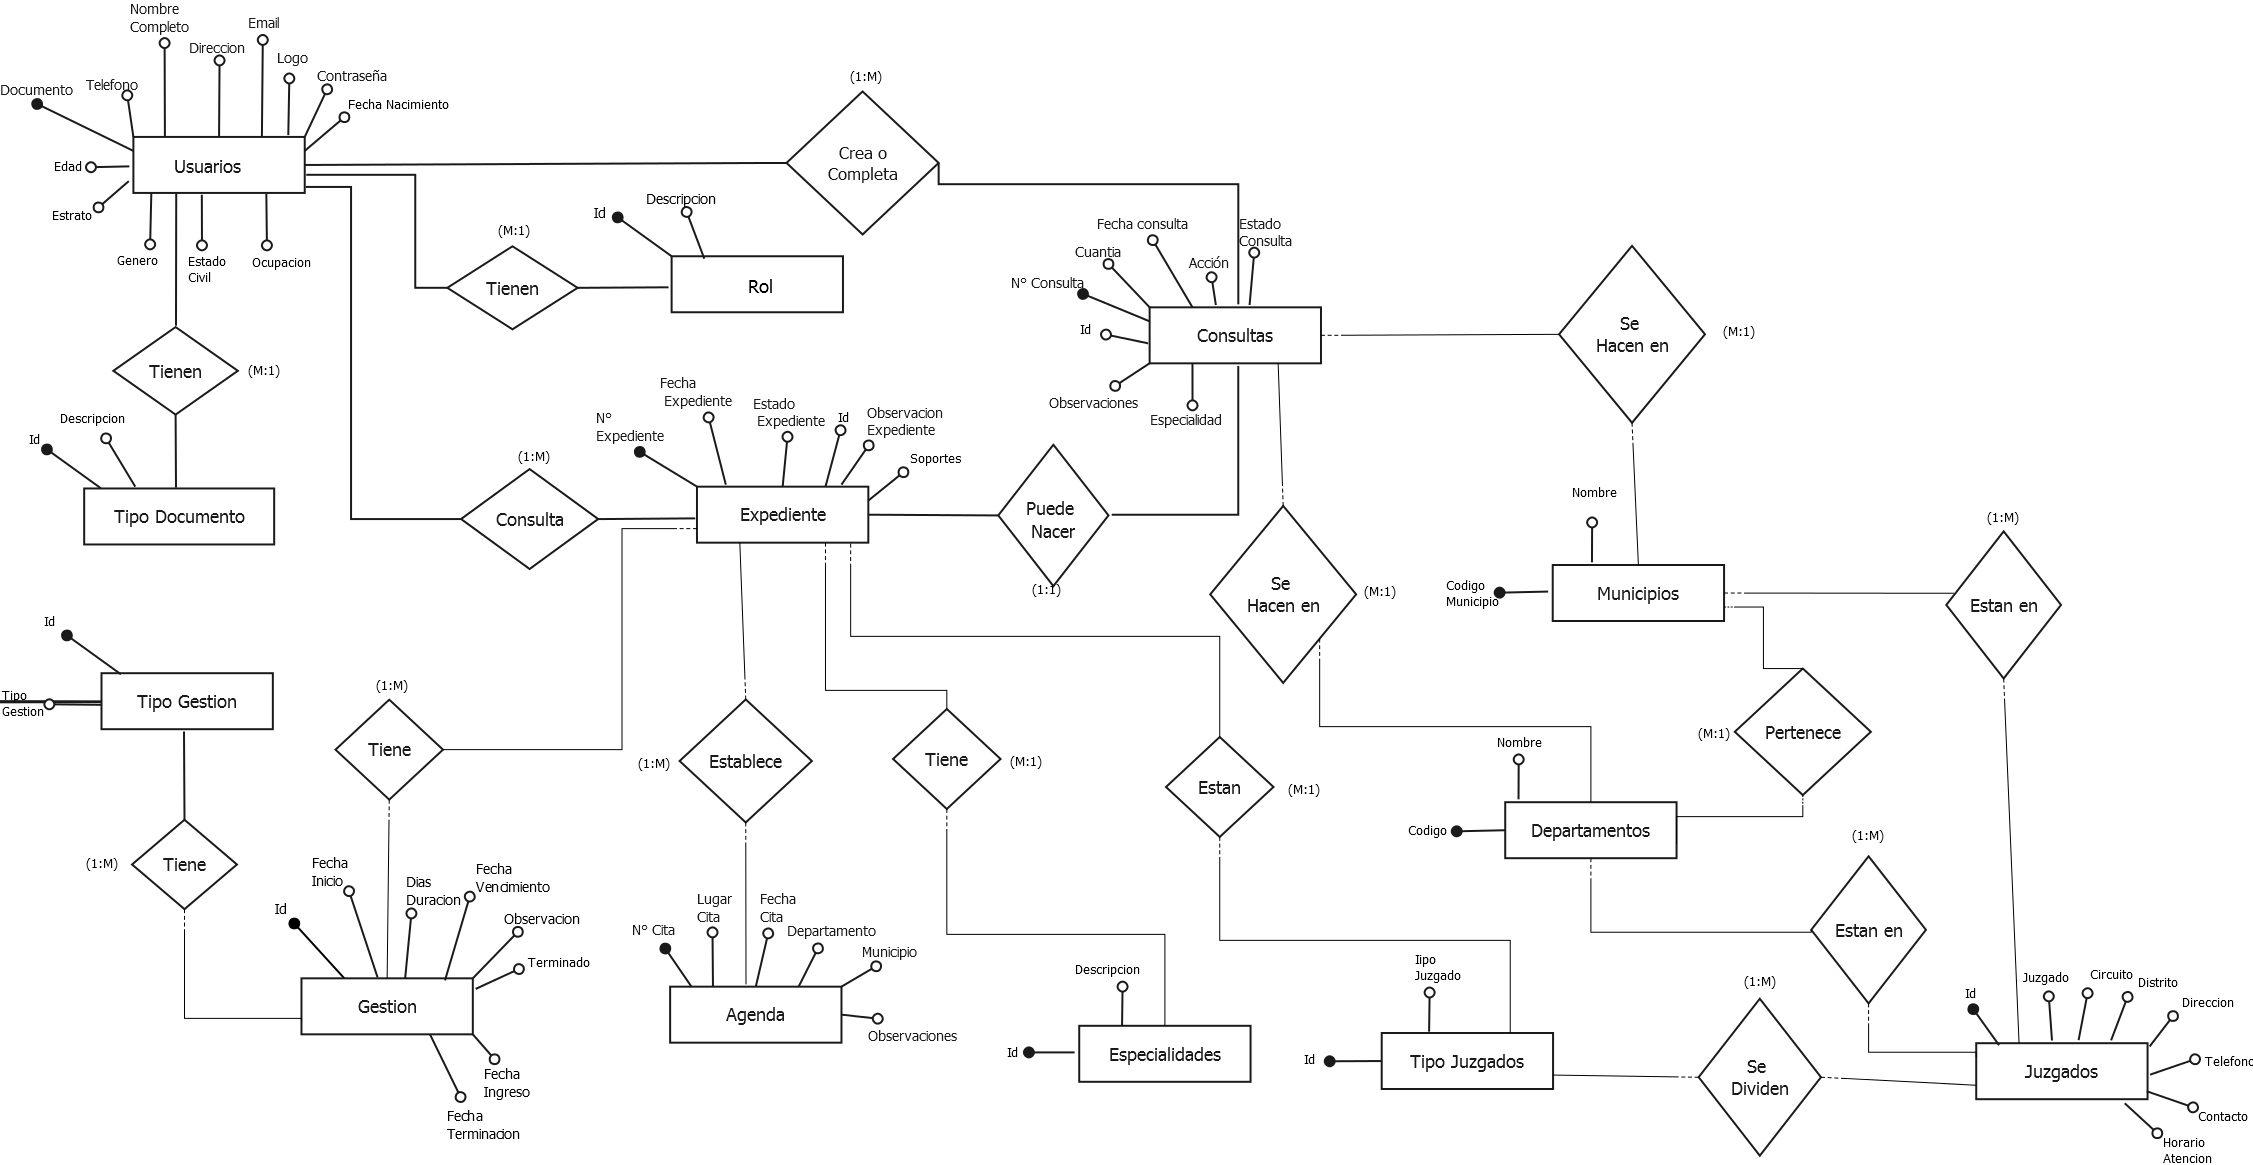 Nombre
Completo
Email
Direccion
Logo
Contraseña
Telefono
Documento
Fecha Nacimiento
Usuarios
Edad
Estrato
Genero
Estado
Civil
Ocupacion
(1:M)
Crea o
Completa
(M:1)
Tienen
Id
Descripcion
Rol
Tienen
(M:1)
Descripcion
Id
Tipo Documento
Fecha consulta
Estado
Consulta
Cuantia
Acción
N° Consulta
Id
Consultas
Observaciones
Especialidad
Se
Hacen en
(M:1)
(1:M)
Consulta
Fecha
Expediente
N°
Expediente
Estado
Expediente
Id
Observacion
Expediente
Soportes
Expediente
Puede
Nacer
(1:1)
Se
Hacen en
(M:1)
Nombre
Codigo
Municipio
Municipios
(1:M)
Estan en
Id
Tipo
Gestion
Tipo Gestion
(1:M)
Tiene
(1:M)
Establece
Tiene
(M:1)
Estan
(M:1)
(M:1)
Pertenece
Nombre
Codigo
Departamentos
(1:M)
Estan en
(1:M)
Tiene
Fecha
Inicio
Dias
Duracion
Fecha
Vencimiento
Id
Observacion
Terminado
Gestion
Fecha
Ingreso
Fecha
Terminacion
Lugar
Cita
Fecha
Cita
N° Cita
Departamento
Municipio
Agenda
Observaciones
Descripcion
Id
Especialidades
Iipo
Juzgado
Id
Tipo Juzgados
(1:M)
Se
Dividen
Id
Juzgado
Circuito
Distrito
Direccion
Juzgados
Telefono
Contacto
Horario
Atencion